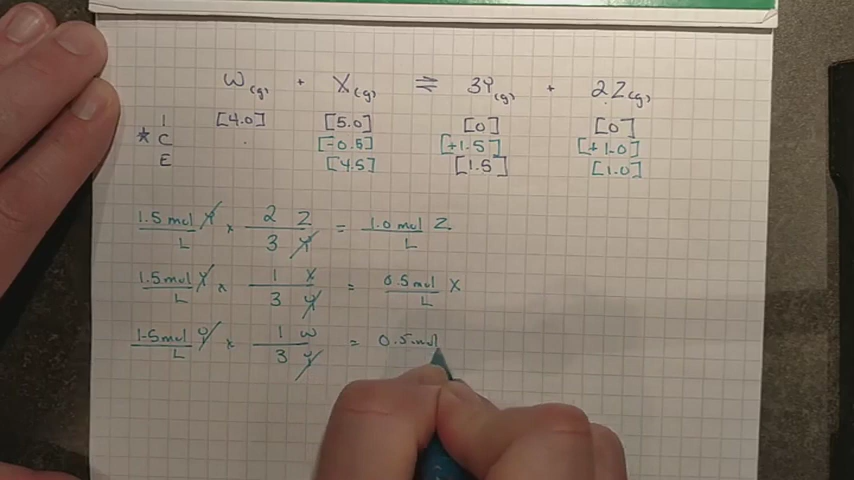 W(g) + X(g) ⇌ 3Y(g) + 2Z(g)
I [4.0] [5.0] [0] [0]
★ C [-0.5] [+1.5] [+1.0]
E [4.5] [1.5] [1.0]
1.5 mol Y / L × 2 Z / 3 Y = 1.0 mol / L Z
1.5 mol Y / L × 1 X / 3 Y = 0.5 mol / L X
1.5 mol Y / L × 1 W / 3 Y = 0.5 mol